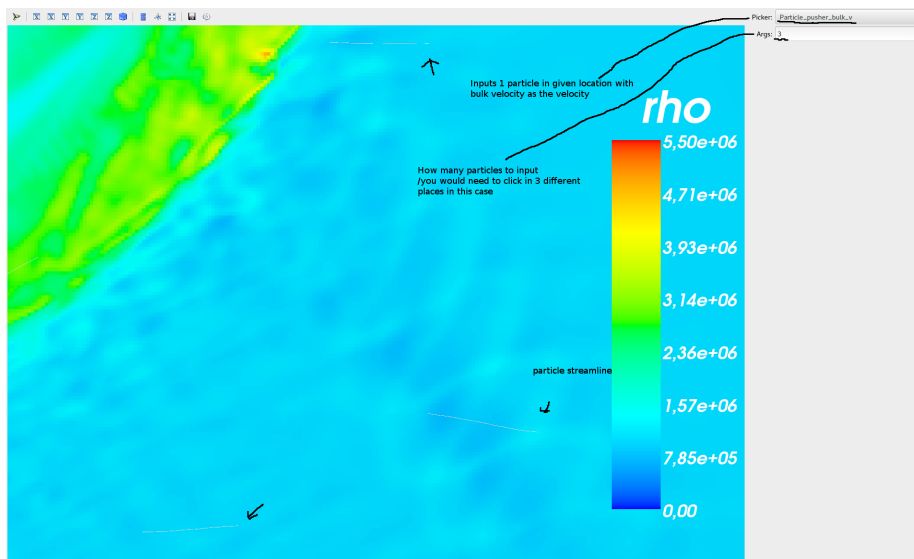 Picker: Particle_pusher_bulk_v
Args: 3
Inputs 1 particle in given location with
bulk velocity as the velocity
rho
5,50e+06
How many particles to input
/you would need to click in 3 different
places in this case
4,71e+06
3,93e+06
3,14e+06
2,36e+06
particle streamline
1,57e+06
7,85e+05
0,00